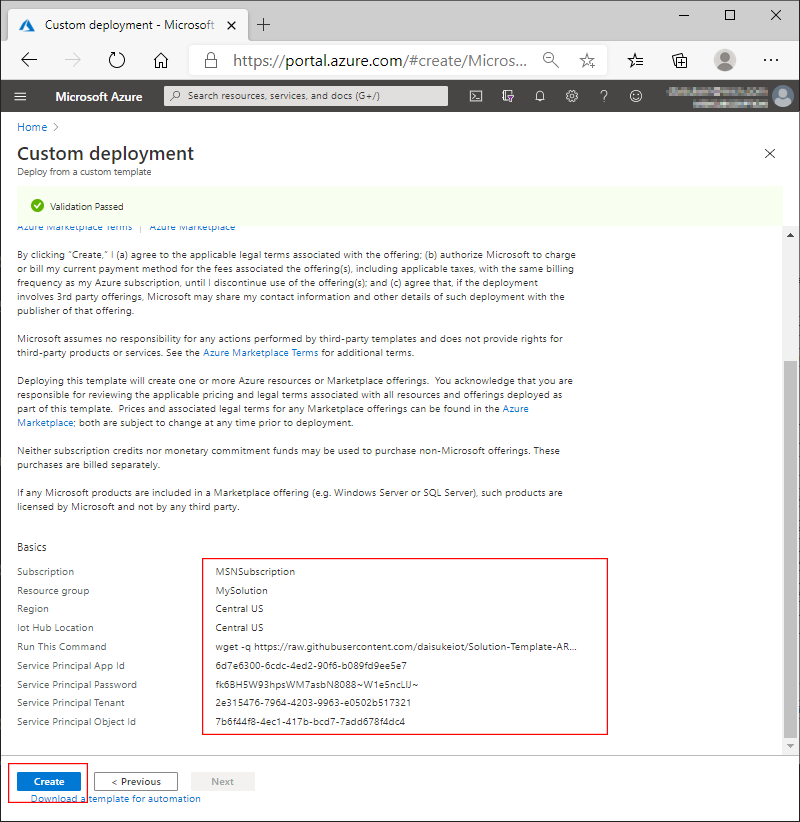 Custom deployment - Microsoft
https://portal.azure.com/#create/Micros...
Microsoft Azure
Search resources, services, and docs (G+/)
Home
Custom deployment
Deploy from a custom template
Validation Passed
Azure Marketplace Terms | Azure Marketplace
By clicking "Create," I (a) agree to the applicable legal terms associated with the offering; (b) authorize Microsoft to charge
or bill my current payment method for the fees associated the offering(s), including applicable taxes, with the same billing
frequency as my Azure subscription, until I discontinue use of the offering(s); and (c) agree that, if the deployment
involves 3rd party offerings, Microsoft may share my contact information and other details of such deployment with the
publisher of that offering.
Microsoft assumes no responsibility for any actions performed by third-party templates and does not provide rights for
third-party products or services. See the Azure Marketplace Terms for additional terms.
Deploying this template will create one or more Azure resources or Marketplace offerings. You acknowledge that you are
responsible for reviewing the applicable pricing and legal terms associated with all resources and offerings deployed as
part of this template. Prices and associated legal terms for any Marketplace offerings can be found in the Azure
Marketplace; both are subject to change at any time prior to deployment.
Neither subscription credits nor monetary commitment funds may be used to purchase non-Microsoft offerings. These
purchases are billed separately.
If any Microsoft products are included in a Marketplace offering (e.g. Windows Server or SQL Server), such products are
licensed by Microsoft and not by any third party.
Basics
Subscription MSNSubscription
Resource group MySolution
Region Central US
Iot Hub Location Central US
Run This Command wget -q https://raw.githubusercontent.com/daisukeiot/Solution-Template-AR...
Service Principal App Id 6d7e6300-6cdc-4ed2-90f6-b089fd9ee5e7
Service Principal Password fk6BH5W93hpsWM7asbN8088~W1e5ncLIJ~
Service Principal Tenant 2e315476-7964-4203-9963-e0502b517321
Service Principal Object Id 7b6f44f8-4ec1-417b-bcd7-7add678f4dc4
Create < Previous Next
Download a template for automation